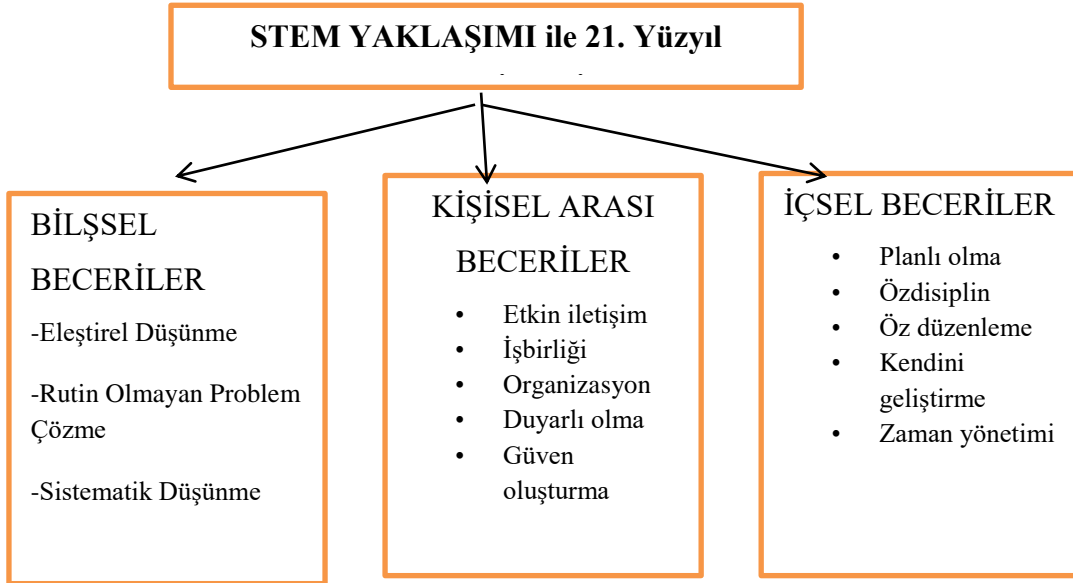 STEM YAKLAŞIMI ile 21. Yüzyıl
BİLŞSEL
BECERİLER
-Eleştirel Düşünme
-Rutin Olmayan Problem
Çözme
-Sistematik Düşünme
KİŞİSEL ARASI
BECERİLER
• Etkin iletişim
• İşbirliği
• Organizasyon
• Duyarlı olma
• Güven
oluşturma
İÇSEL BECERİLER
• Planlı olma
• Özdisiplin
• Öz düzenleme
• Kendini
geliştirme
• Zaman yönetimi